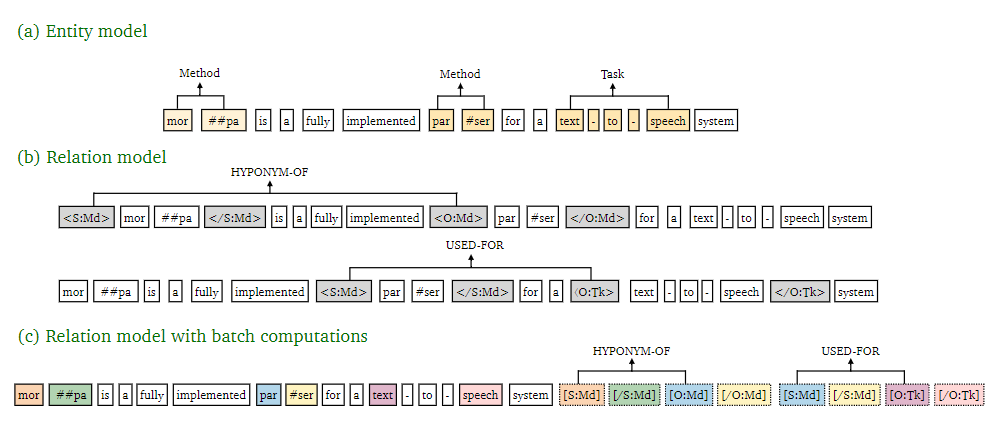 (a) Entity model
Method Method Task
mor ##pa is a fully implemented par #ser for a text - to - speech system
(b) Relation model
HYPONYM-OF
<S:Md> mor ##pa </S:Md> is a fully implemented <O:Md> par #ser </O:Md> for a text - to - speech system
USED-FOR
mor ##pa is a fully implemented <S:Md> par #ser </S:Md> for a <O:Tk> text - to - speech </O:Tk> system
(c) Relation model with batch computations
HYPONYM-OF USED-FOR
mor ##pa is a fully implemented par #ser for a text - to - speech system [S:Md] [/S:Md] [O:Md] [/O:Md] [S:Md] [/S:Md] [O:Tk] [/O:Tk]